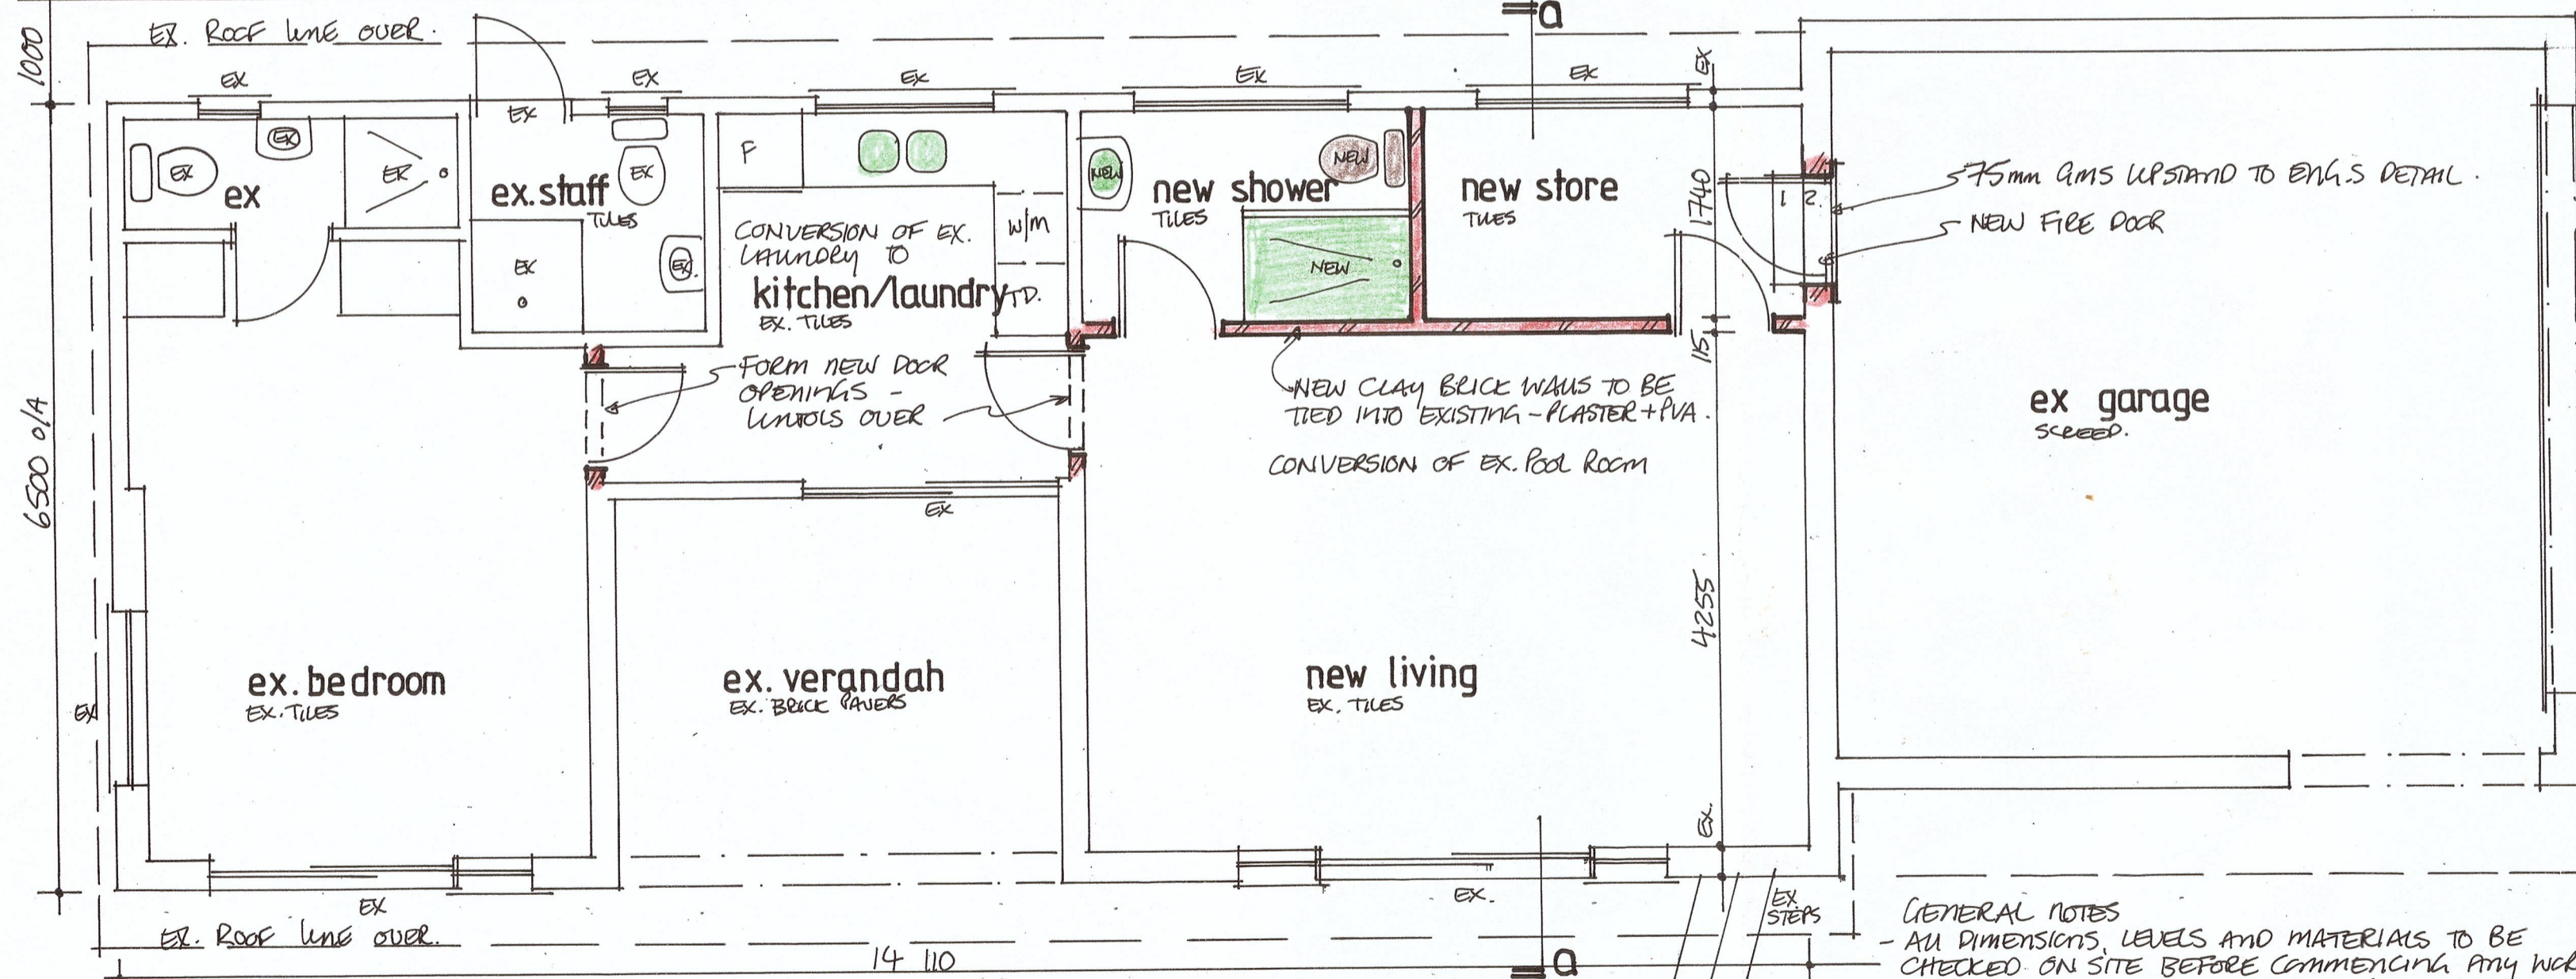 a
1000
EX. ROOF LINE OVER.
EX
EX
EX
EX
EX
EX
EX
EX
EX
EX
ex
ER
ex.staff
TILES
EX
EX
EX
F
CONVERSION OF EX.
LAUNDRY TO
kitchen/laundry
EX. TILES
W/M
T.D.
NEW
new shower
TILES
NEW
NEW
new store
TILES
1740
1 2
75mm GMS UPSTAND TO ENG.S DETAIL.
NEW FIRE DOOR
115
FORM NEW DOOR
OPENINGS -
LINTOLS OVER
NEW CLAY BRICK WALLS TO BE
TIED INTO EXISTING - PLASTER + PVA.
CONVERSION OF EX. POOL ROOM
ex garage
SCREED.
6500 O/A
EX
4255
ex. bedroom
EX. TILES
ex. verandah
EX. BRICK PAVERS
new living
EX. TILES
EX
EX.
EX
EX.
EX
STEPS
EX. ROOF LINE OVER.
14 110
a
GENERAL NOTES
- ALL DIMENSIONS, LEVELS AND MATERIALS TO BE
CHECKED ON SITE BEFORE COMMENCING ANY WOR